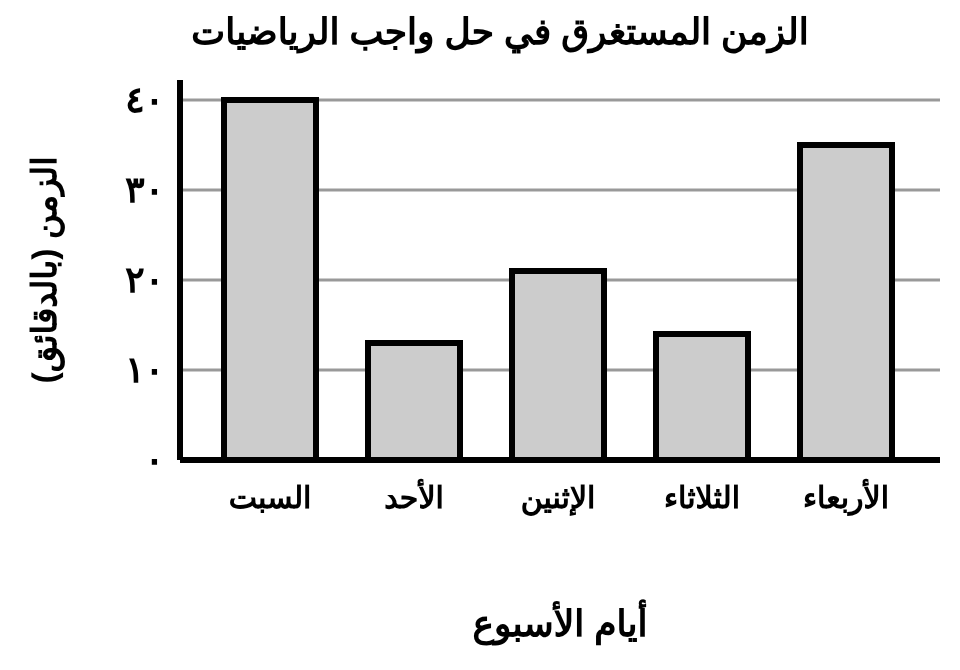 الزمن المستغرق في حل واجب الرياضيات
الزمن (بالدقائق)
٤٠
٣٠
٢٠
١٠
٠
السبت
الأحد
الإثنين
الثلاثاء
الأربعاء
أيام الأسبوع